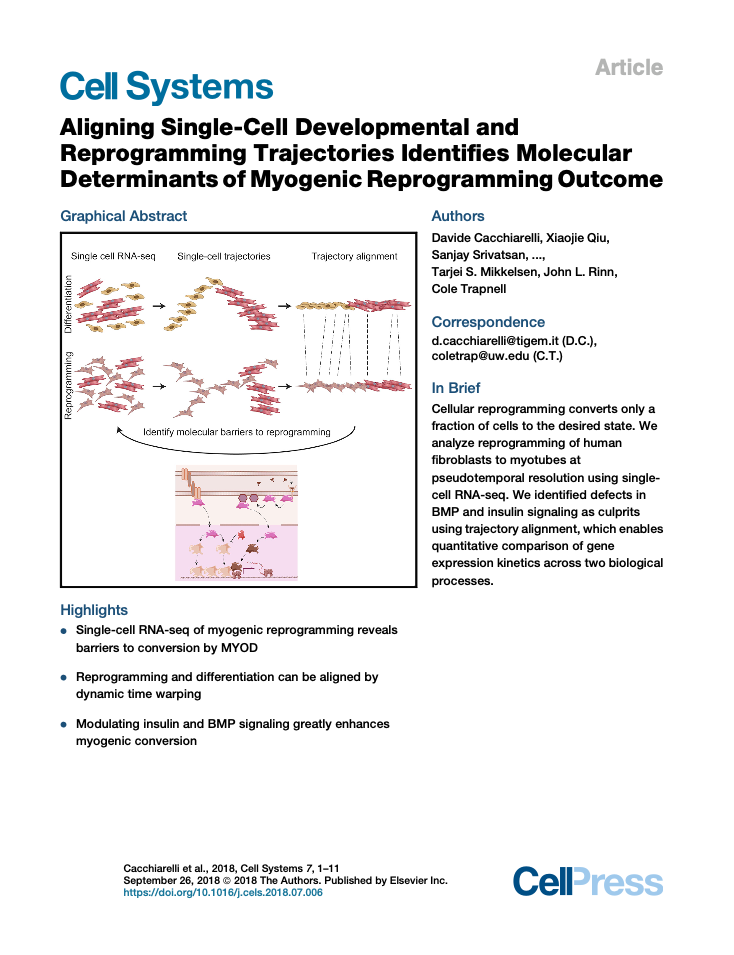 Article
Cell Systems
Aligning Single-Cell Developmental and
Reprogramming Trajectories Identifies Molecular
Determinants of Myogenic Reprogramming Outcome
Graphical Abstract
Single cell RNA-seq
Single-cell trajectories
Trajectory alignment
Differentiation
Reprogramming
Identify molecular barriers to reprogramming
Authors
Davide Cacchiarelli, Xiaojie Qiu,
Sanjay Srivatsan, ...,
Tarjei S. Mikkelsen, John L. Rinn,
Cole Trapnell
Correspondence
d.cacchiarelli@tigem.it (D.C.),
coletrap@uw.edu (C.T.)
In Brief
Cellular reprogramming converts only a
fraction of cells to the desired state. We
analyze reprogramming of human
fibroblasts to myotubes at
pseudotemporal resolution using single-
cell RNA-seq. We identified defects in
BMP and insulin signaling as culprits
using trajectory alignment, which enables
quantitative comparison of gene
expression kinetics across two biological
processes.
Highlights
● Single-cell RNA-seq of myogenic reprogramming reveals
barriers to conversion by MYOD
● Reprogramming and differentiation can be aligned by
dynamic time warping
● Modulating insulin and BMP signaling greatly enhances
myogenic conversion
Cacchiarelli et al., 2018, Cell Systems 7, 1–11
September 26, 2018 © 2018 The Authors. Published by Elsevier Inc.
https://doi.org/10.1016/j.cels.2018.07.006
CellPress